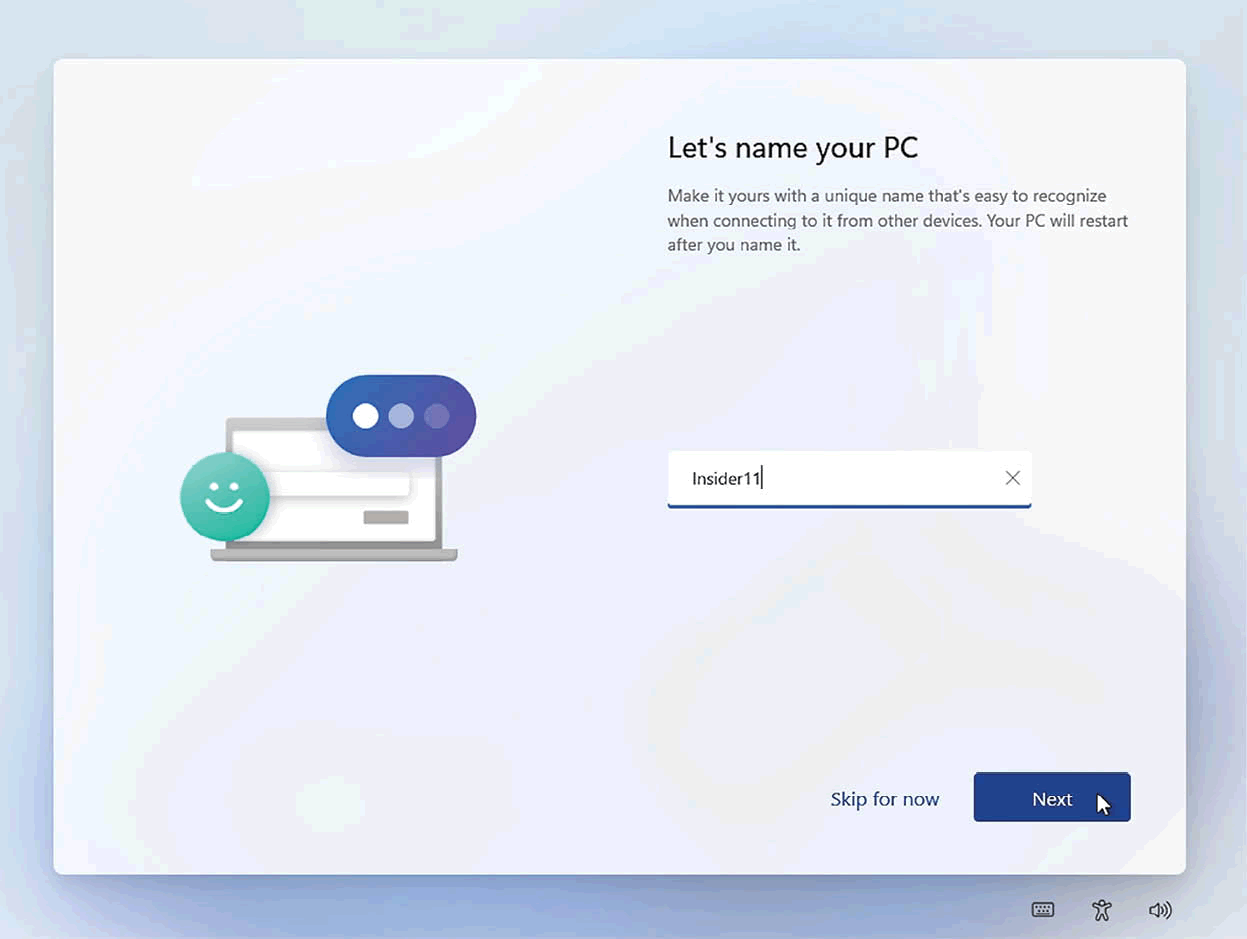 Let's name your PC
Make it yours with a unique name that's easy to recognize
when connecting to it from other devices. Your PC will restart
after you name it.
Insider11
Skip for now
Next